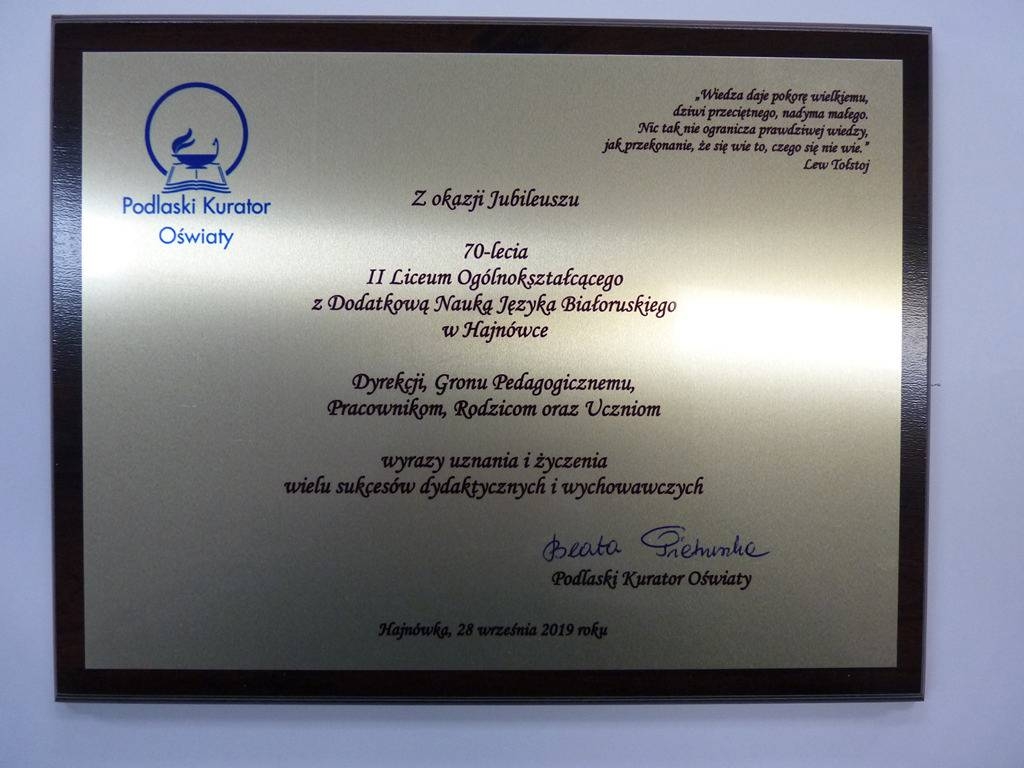 Podlaski Kurator
Oświaty
„Wiedza daje pokorę wielkiemu,
dziwi przeciętnego, nadyma małego.
Nic tak nie ogranicza prawdziwej wiedzy,
jak przekonanie, że się wie to, czego się nie wie.”
Lew Tołstoj
Z okazji Jubileuszu
70-lecia
II Liceum Ogólnokształcącego
z Dodatkową Nauką Języka Białoruskiego
w Hajnówce
Dyrekcji, Gronu Pedagogicznemu,
Pracownikom, Rodzicom oraz Uczniom
wyrazy uznania i życzenia
wielu sukcesów dydaktycznych i wychowawczych
Beata Pietruszka
Podlaski Kurator Oświaty
Hajnówka, 28 września 2019 roku